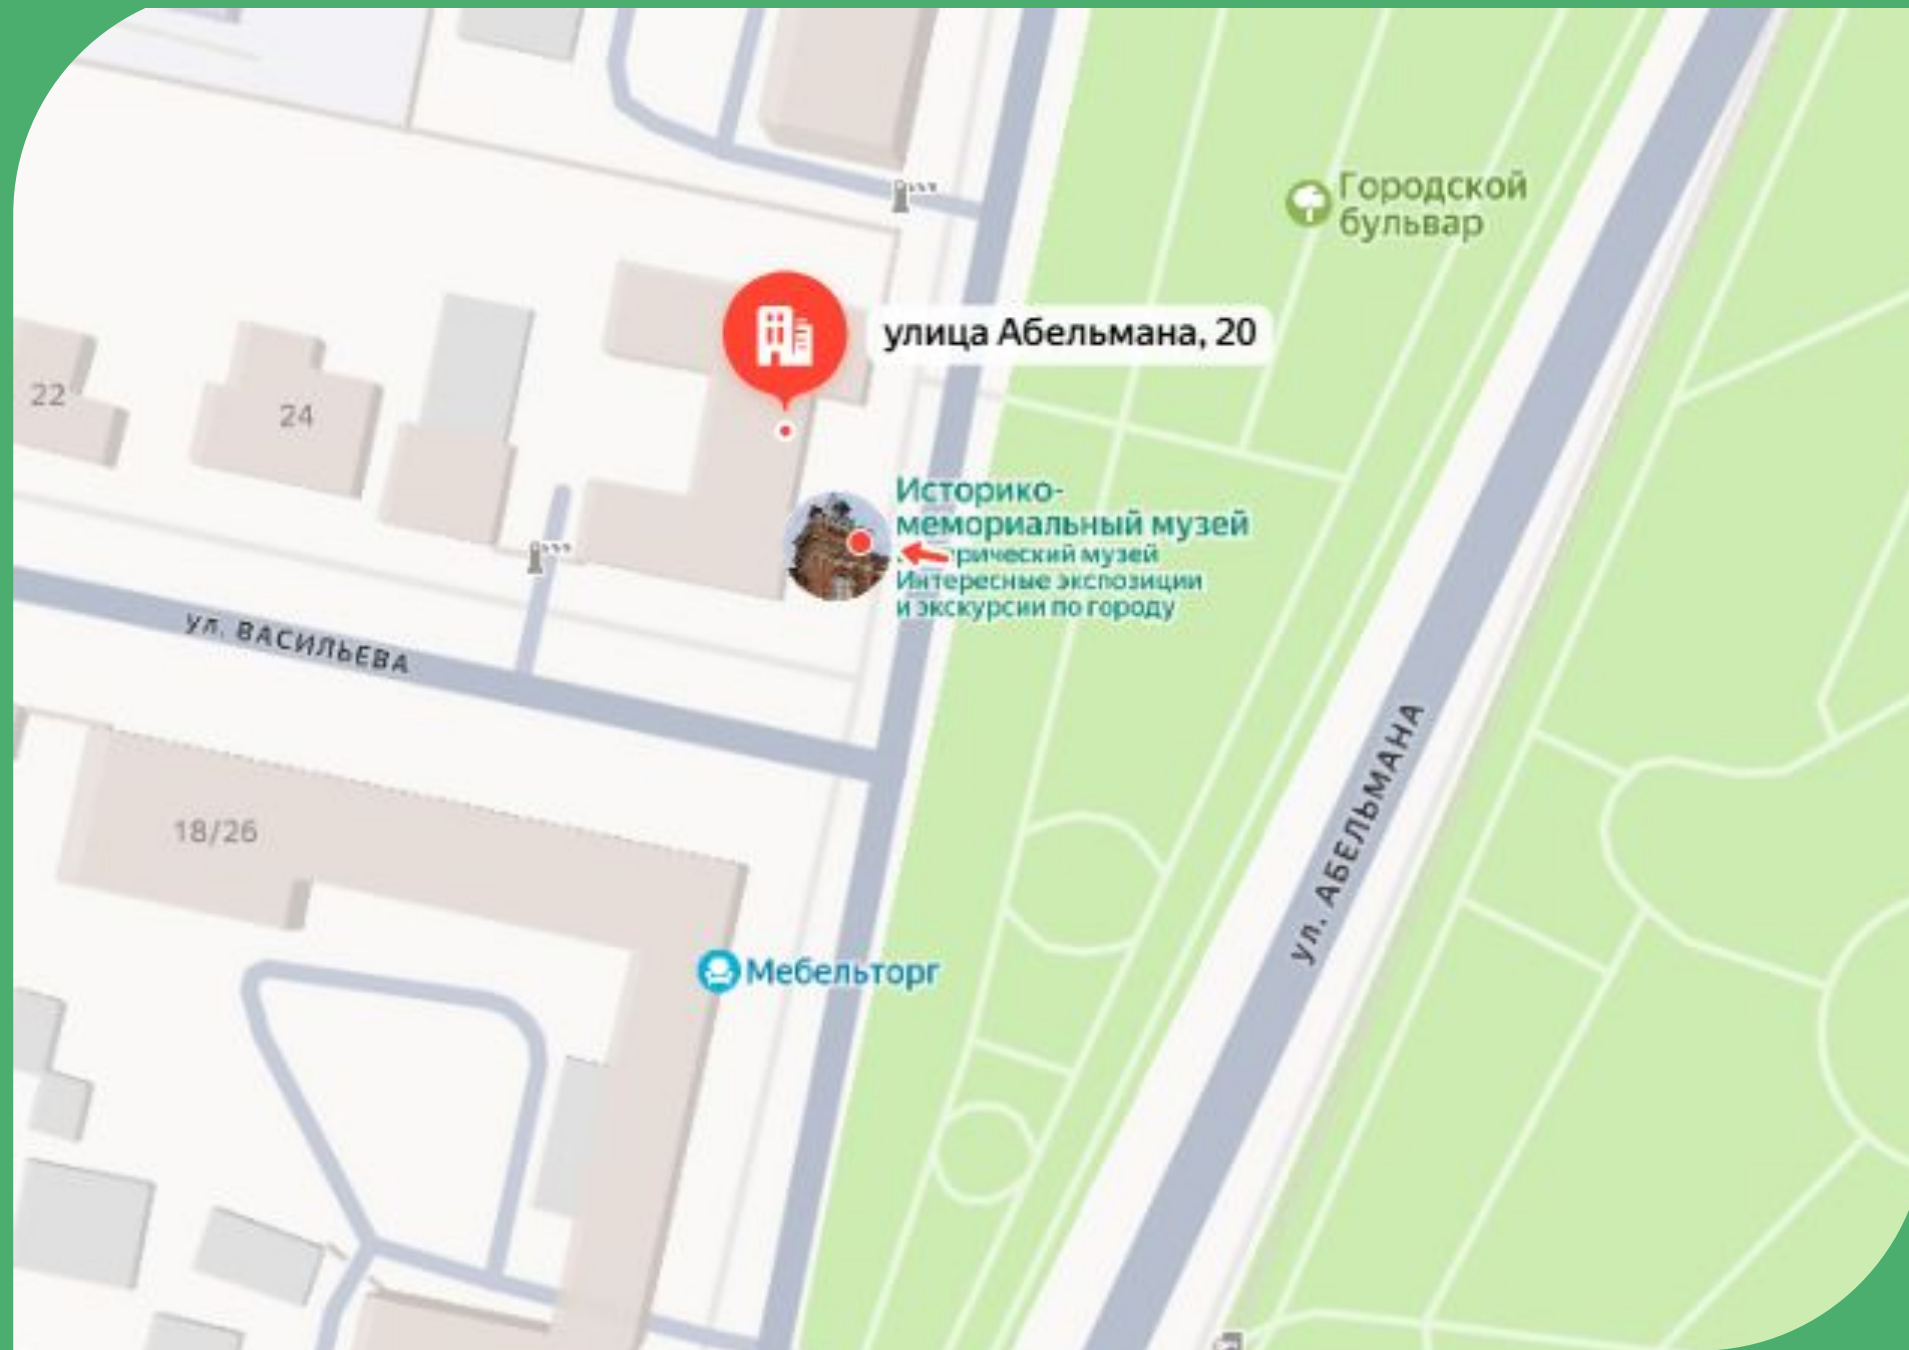 Городской
бульвар
улица Абельмана, 20
22
24
Историко-
мемориальный музей
музей
Интересные экспозиции
и экскурсии по городу
ул. ВАСИЛЬЕВА
ул. АБЕЛЬМАНА
18/26
Мебельторг